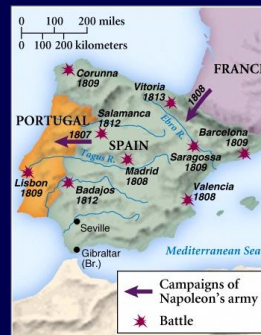 0 100 200 miles
0 100 200 kilometers
FRANCE
Corunna
1809
Vitoria
1813
1808
PORTUGAL
Salamanca
1812
1807
Ebro R.
Barcelona
1809
SPAIN
Tagus R.
Saragossa
1809
Madrid
1808
Lisbon
1809
Badajos
1812
Valencia
1808
Seville
Mediterranean Sea
Gibraltar
(Br.)
Campaigns of
Napoleon's army
Battle